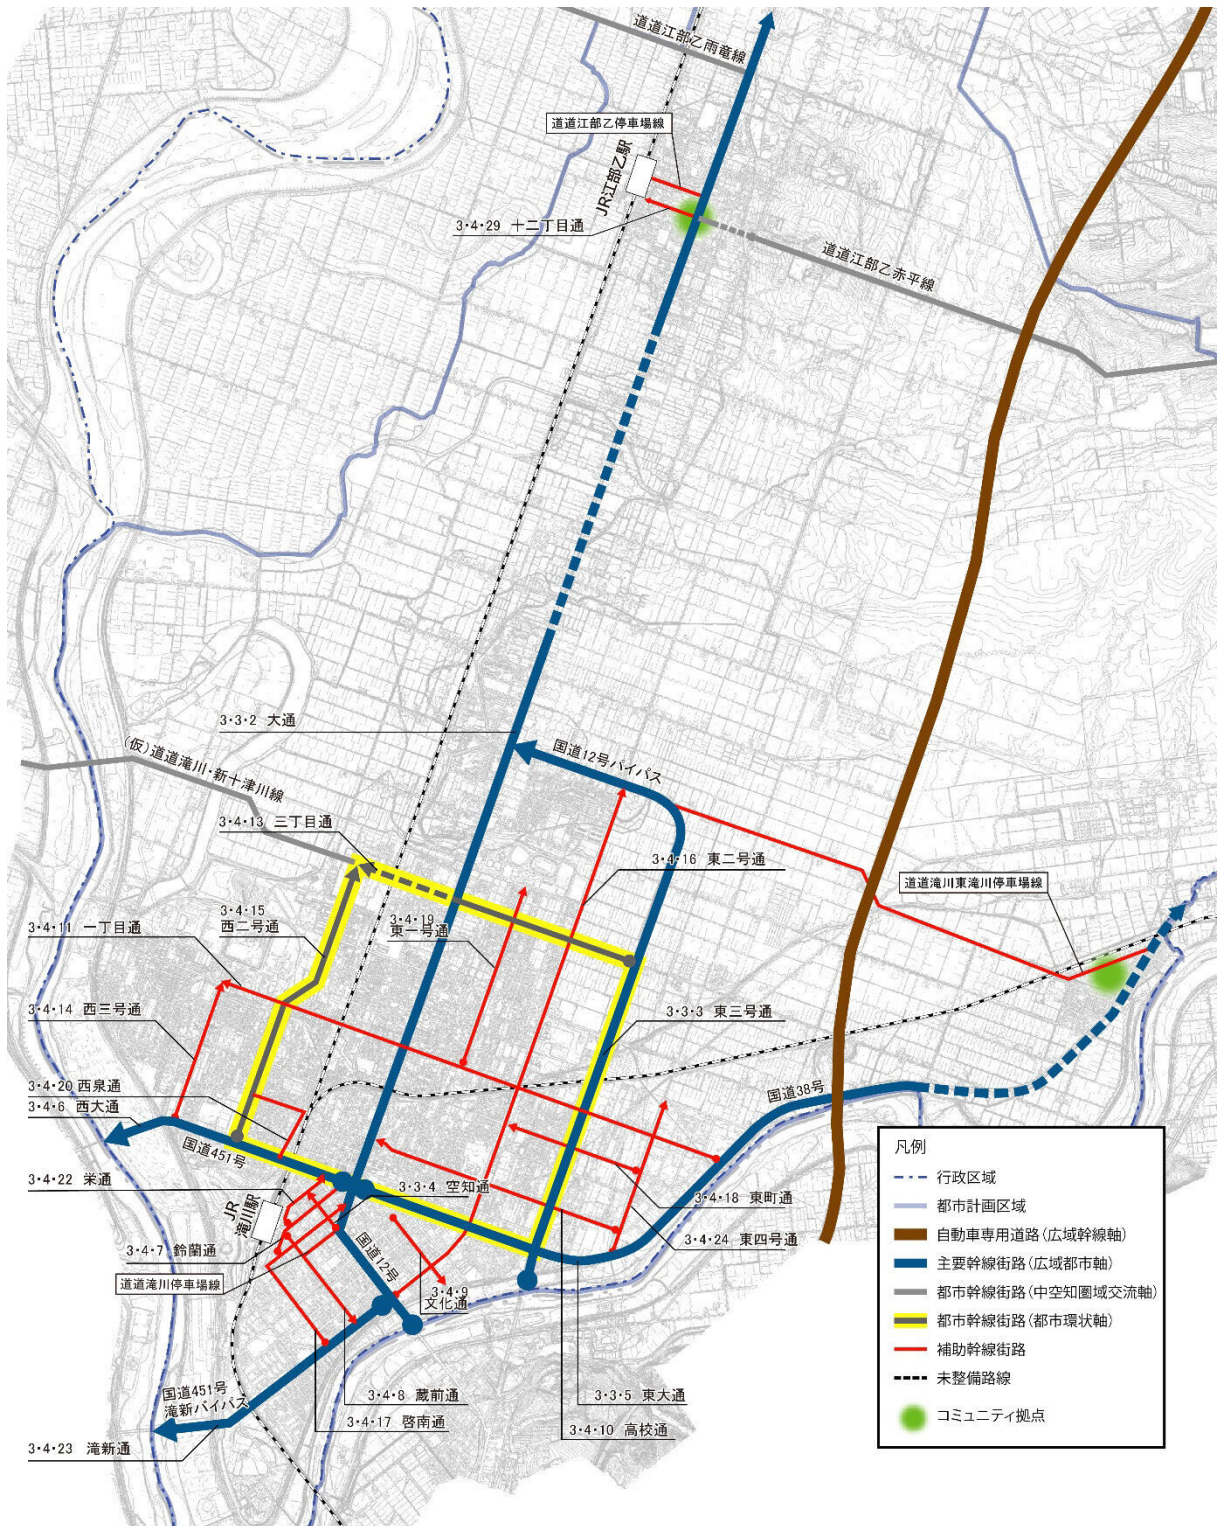 道道江部乙雨竜線
道道江部乙停車場線
JR江部乙駅
3・4・29 十二丁目通
道道江部乙赤平線
3・3・2 大通
国道12号バイパス
(仮)道道滝川・新十津川線
3・4・13 三丁目通
3・4・16 東二号通
道道滝川東滝川停車場線
3・4・15
西二号通
3・4・19
東一号通
3・4・11 一丁目通
3・4・14 西三号通
3・3・3 東三号通
3・4・20 西泉通
3・4・6 西大通
国道38号
国道451号
3・4・22 栄通
JR
滝川駅
3・3・4 空知通
3・4・18 東町通
3・4・24 東四号通
3・4・7 鈴蘭通
国道12号
道道滝川停車場線
3・4・9
文化通
国道451号
滝新バイパス
3・4・8 蔵前通
3・3・5 東大通
3・4・17 啓南通
3・4・10 高校通
3・4・23 滝新通
凡例
行政区域
都市計画区域
自動車専用道路(広域幹線軸)
主要幹線街路(広域都市軸)
都市幹線街路(中空知圏域交流軸)
都市幹線街路(都市環状軸)
補助幹線街路
未整備路線
コミュニティ拠点